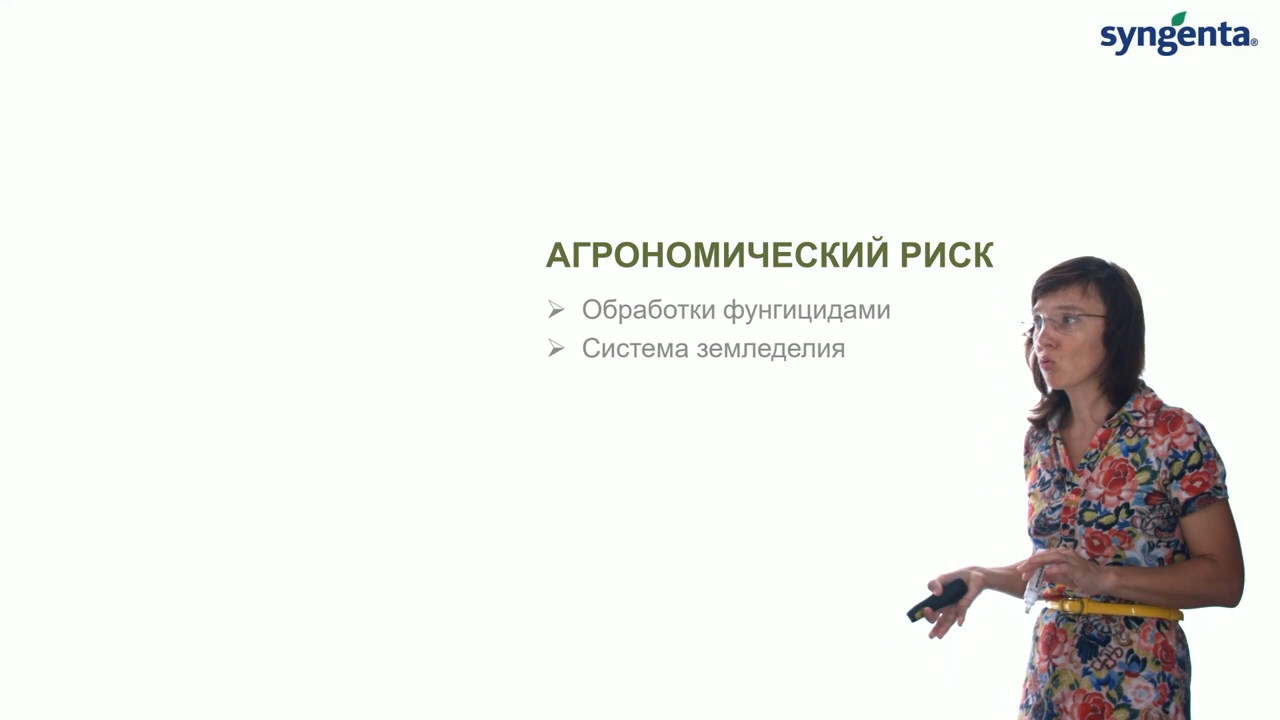 syngenta®
АГРОНОМИЧЕСКИЙ РИСК
Обработки фунгицидами
Система земледелия